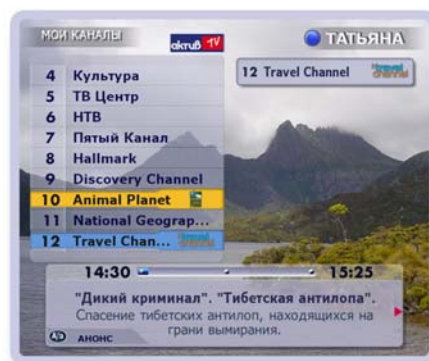 МОИ КАНАЛЫ
актив TV
ТАТЬЯНА
4 Культура
5 ТВ Центр
6 НТВ
7 Пятый Канал
8 Hallmark
9 Discovery Channel
10 Animal Planet
11 National Geograp...
12 Travel Chan...
12 Travel Channel
travel channel
14:30
15:25
"Дикий криминал". "Тибетская антилопа".
Спасение тибетских антилоп, находящихся на
грани вымирания.
АНОНС